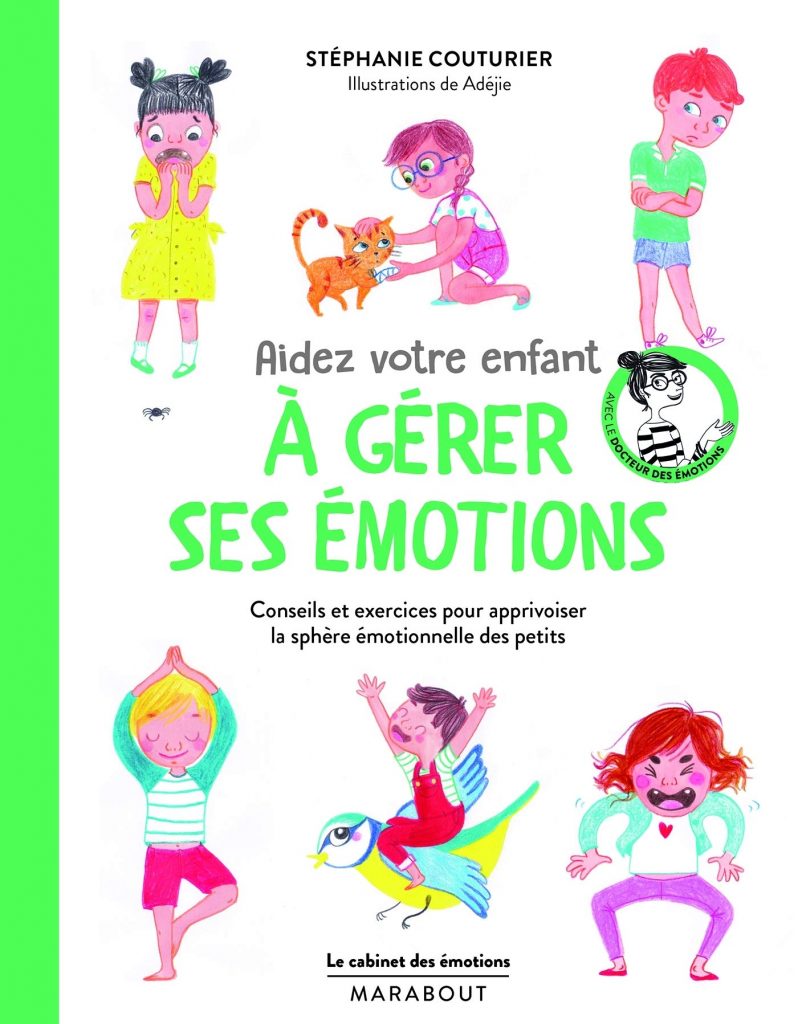 STÉPHANIE COUTURIER
Illustrations de Adéjie
Aidez votre enfant
À GÉRER
SES ÉMOTIONS
AVEC LE DOCTEUR DES ÉMOTIONS
Conseils et exercices pour apprivoiser
la sphère émotionnelle des petits
Le cabinet des émotions
MARABOUT